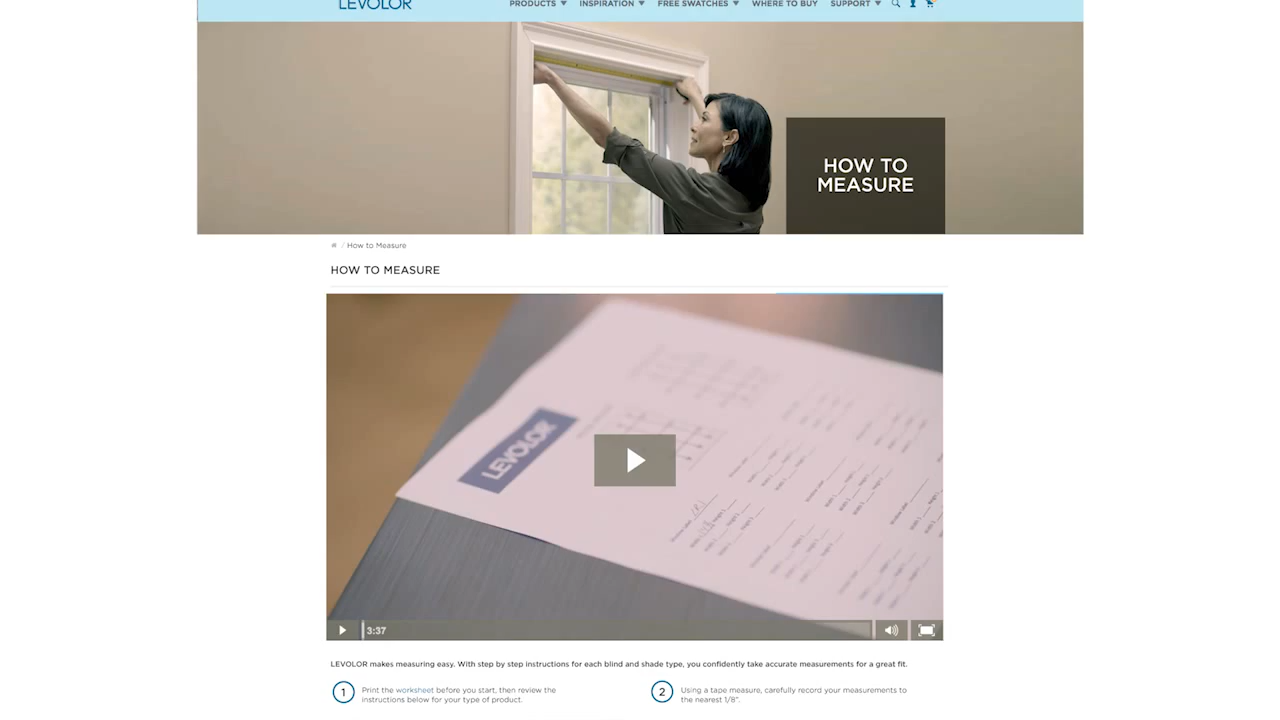 LEVOLOR
PRODUCTS INSPIRATION FREE SWATCHES WHERE TO BUY SUPPORT
HOW TO
MEASURE
/ How to Measure
HOW TO MEASURE
LEVOLOR
3:37
LEVOLOR makes measuring easy. With step by step instructions for each blind and shade type, you confidently take accurate measurements for a great fit.
1 Print the worksheet before you start, then review the
instructions below for your type of product.
2 Using a tape measure, carefully record your measurements to
the nearest 1/8".